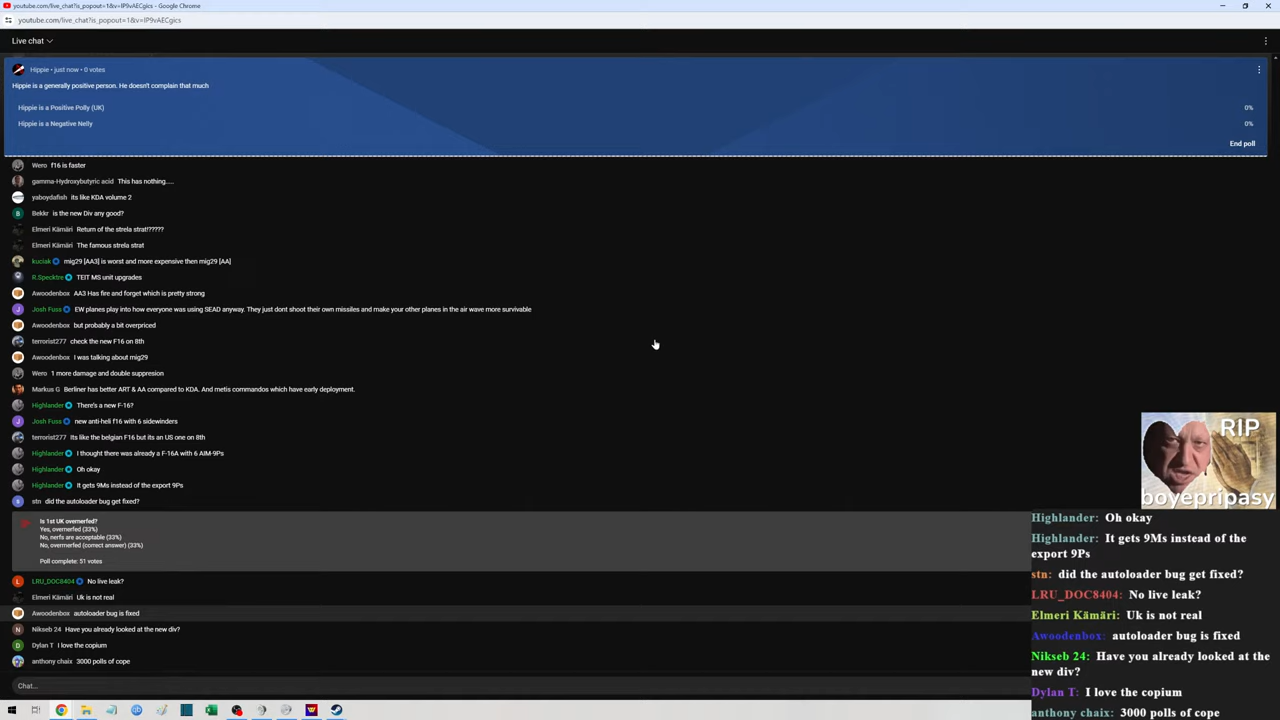 youtube.com/live_chat?is_popout=1&v=lP9vAECgics - Google Chrome
youtube.com/live_chat?is_popout=1&v=lP9vAECgics
Live chat
Hippie • just now • 0 votes
Hippie is a generally positive person. He doesn't complain that much
Hippie is a Positive Polly (UK) 0%
Hippie is a Negative Nelly 0%
End poll
Wero f16 is faster
gamma-Hydroxybutyric acid This has nothing.....
yaboydafish its like KDA volume 2
B Bekkr is the new Div any good?
Elmeri Kämäri Return of the strela strat!?????
Elmeri Kämäri The famous strela strat
kuciak mig29 [AA3] is worst and more expensive then mig29 [AA]
R.Specktre TEIT MS unit upgrades
Awoodenbox AA3 Has fire and forget which is pretty strong
J Josh Fuss EW planes play into how everyone was using SEAD anyway. They just dont shoot their own missiles and make your other planes in the air wave more survivable
Awoodenbox but probably a bit overpriced
terrorist277 check the new F16 on 8th
Awoodenbox I was talking about mig29
Wero 1 more damage and double suppresion
Markus G Berliner has better ART & AA compared to KDA. And metis commandos which have early deployment.
Highlander There's a new F-16?
J Josh Fuss new anti-heli f16 with 6 sidewinders
terrorist277 Its like the belgian F16 but its an US one on 8th
Highlander I thought there was already a F-16A with 6 AIM-9Ps
Highlander Oh okay
Highlander It gets 9Ms instead of the export 9Ps
s stn did the autoloader bug get fixed?
Is 1st UK overnerfed?
Yes, overnerfed (33%)
No, nerfs are acceptable (33%)
No, overnerfed (correct answer) (33%)
Poll complete: 51 votes
L LRU_DOC8404 No live leak?
Elmeri Kämäri Uk is not real
Awoodenbox autoloader bug is fixed
N Nikseb 24 Have you already looked at the new div?
D Dylan T I love the copium
anthony chaix 3000 polls of cope
Chat...
RIP
boyepripasy
Highlander: Oh okay
Highlander: It gets 9Ms instead of the
export 9Ps
stn: did the autoloader bug get fixed?
LRU_DOC8404: No live leak?
Elmeri Kämäri: Uk is not real
Awoodenbox: autoloader bug is fixed
Nikseb 24: Have you already looked at the
new div?
Dylan T: I love the copium
anthony chaix: 3000 polls of cope